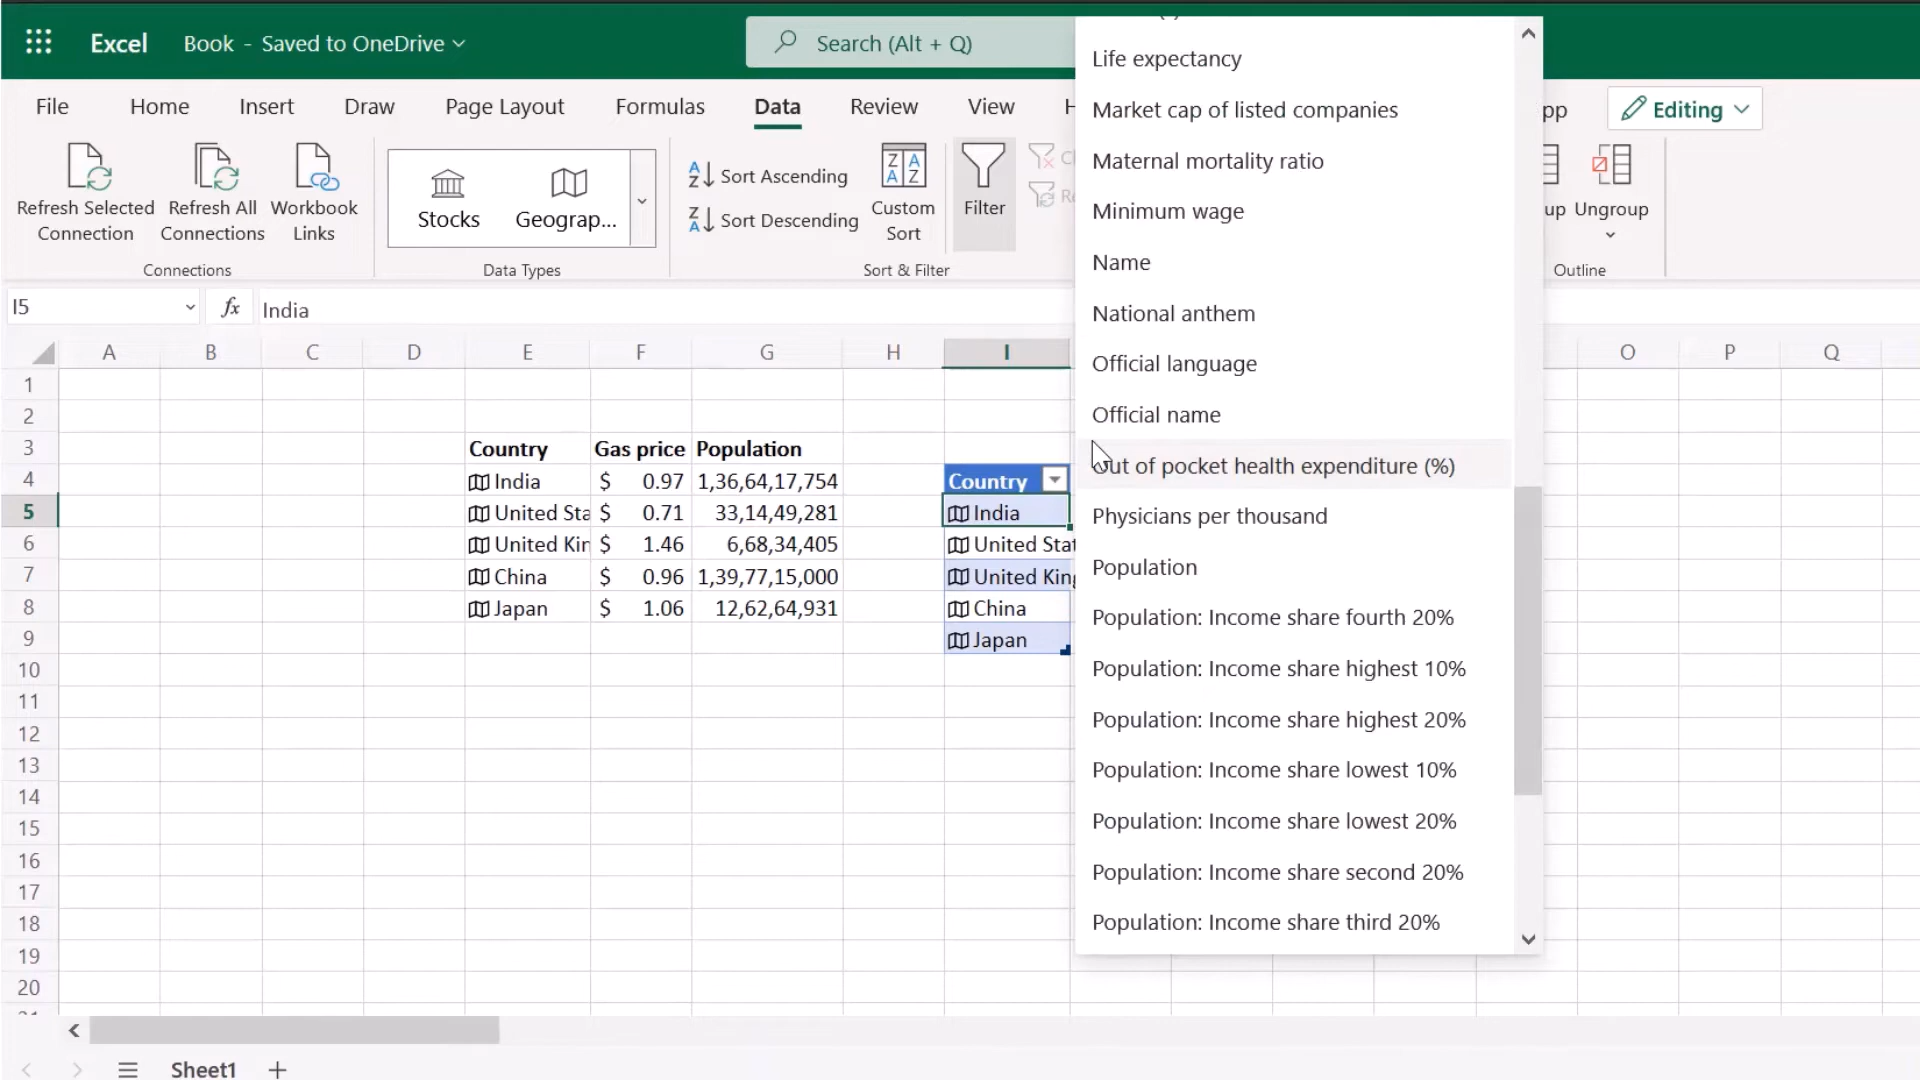 Excel
Book - Saved to OneDrive
Search (Alt + Q)
File Home Insert Draw Page Layout Formulas Data Review View
Editing
Refresh Selected Connection
Refresh All Connections
Workbook Links
Connections
Stocks
Geograp...
Data Types
Sort Ascending
Sort Descending
Custom Sort
Filter
Sort & Filter
Ungroup
Outline
I5
fx India
A B C D E F G H I O P Q
1
2
3 Country Gas price Population
4 India $ 0.97 1,36,64,17,754 Country
5 United Sta $ 0.71 33,14,49,281 India
6 United Kin $ 1.46 6,68,34,405 United Stat
7 China $ 0.96 1,39,77,15,000 United King
8 Japan $ 1.06 12,62,64,931 China
9 Japan
10
11
12
13
14
15
16
17
18
19
20
Life expectancy
Market cap of listed companies
Maternal mortality ratio
Minimum wage
Name
National anthem
Official language
Official name
Out of pocket health expenditure (%)
Physicians per thousand
Population
Population: Income share fourth 20%
Population: Income share highest 10%
Population: Income share highest 20%
Population: Income share lowest 10%
Population: Income share lowest 20%
Population: Income share second 20%
Population: Income share third 20%
Sheet1